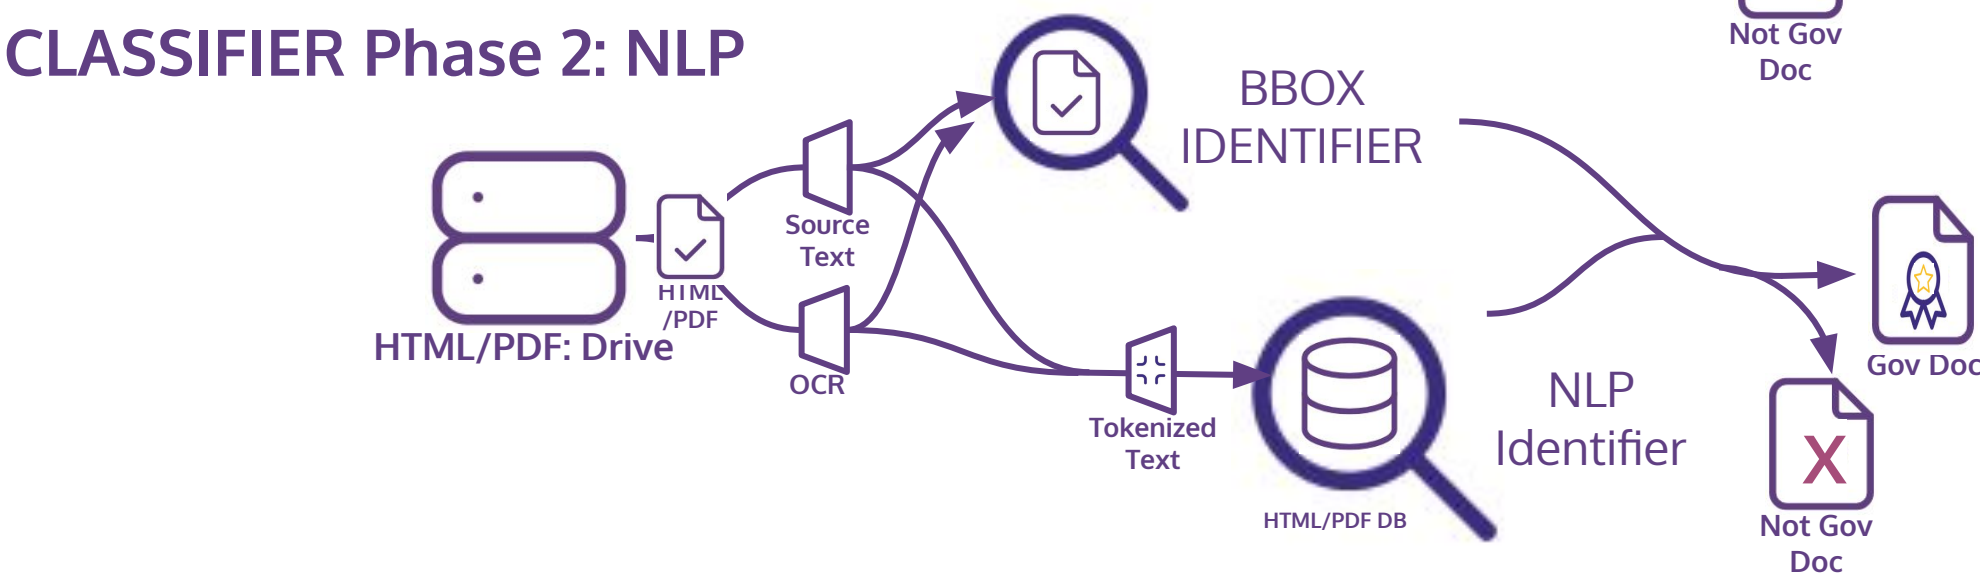 CLASSIFIER Phase 2: NLP
Not Gov
Doc
BBOX
IDENTIFIER
Source
Text
HTML
/PDF
HTML/PDF: Drive
OCR
Tokenized
Text
HTML/PDF DB
NLP
Identifier
Gov Doc
X
Not Gov
Doc